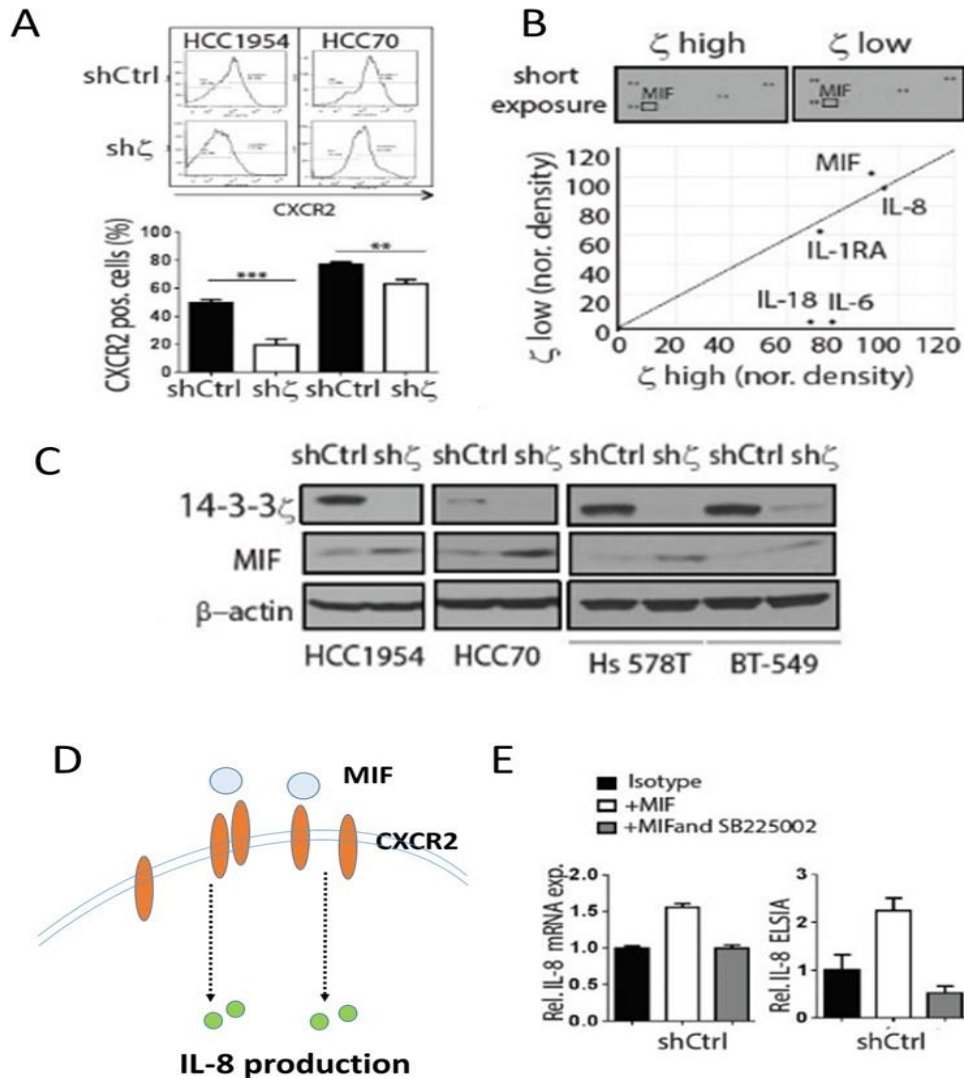 A
HCC1954 HCC70
shCtrl
shζ
CXCR2
CXCR2 pos. cells (%)
100
80
60
40
20
0
***
**
shCtrl shζ shCtrl shζ
B
ζ high ζ low
short exposure
MIF MIF
ζ low (nor. density)
120
100
80
60
40
20
0
MIF
IL-8
IL-1RA
IL-18 IL-6
0 20 40 60 80 100 120
ζ high (nor. density)
C
shCtrl shζ shCtrl shζ shCtrl shζ shCtrl shζ
14-3-3ζ
MIF
β-actin
HCC1954 HCC70 Hs 578T BT-549
D
MIF
CXCR2
IL-8 production
E
Isotype
+MIF
+MIFand SB225002
Rel. IL-8 mRNA exp.
2.0
1.5
1.0
0.5
0.0
shCtrl
Rel. IL-8 ELSIA
3
2
1
0
shCtrl